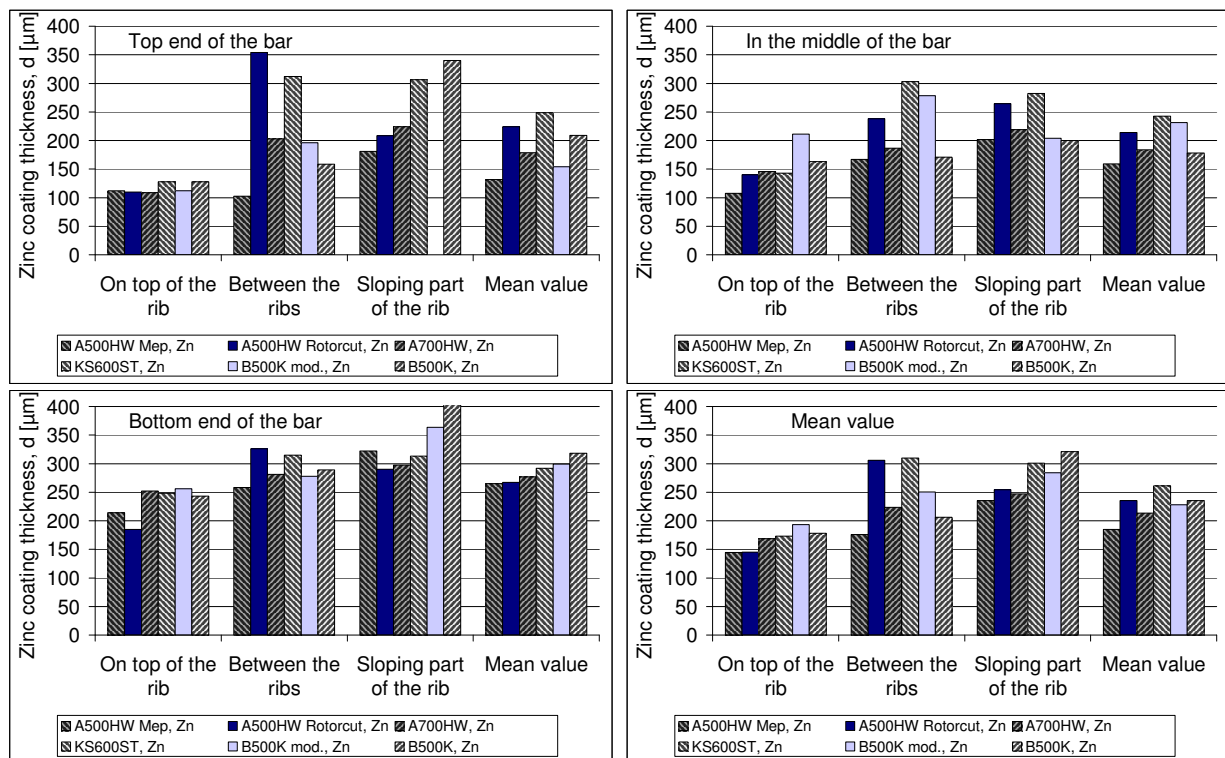 Zinc coating thickness, d [µm]
400
350
300
250
200
150
100
50
0
Top end of the bar
On top of the rib
Between the ribs
Sloping part of the rib
Mean value
A500HW Mep, Zn
A500HW Rotorcut, Zn
A700HW, Zn
KS600ST, Zn
B500K mod., Zn
B500K, Zn
Zinc coating thickness, d [µm]
400
350
300
250
200
150
100
50
0
In the middle of the bar
On top of the rib
Between the ribs
Sloping part of the rib
Mean value
A500HW Mep, Zn
A500HW Rotorcut, Zn
A700HW, Zn
KS600ST, Zn
B500K mod., Zn
B500K, Zn
Zinc coating thickness, d [µm]
400
350
300
250
200
150
100
50
0
Bottom end of the bar
On top of the rib
Between the ribs
Sloping part of the rib
Mean value
A500HW Mep, Zn
A500HW Rotorcut, Zn
A700HW, Zn
KS600ST, Zn
B500K mod., Zn
B500K, Zn
Zinc coating thickness, d [µm]
400
350
300
250
200
150
100
50
0
Mean value
On top of the rib
Between the ribs
Sloping part of the rib
Mean value
A500HW Mep, Zn
A500HW Rotorcut, Zn
A700HW, Zn
KS600ST, Zn
B500K mod., Zn
B500K, Zn